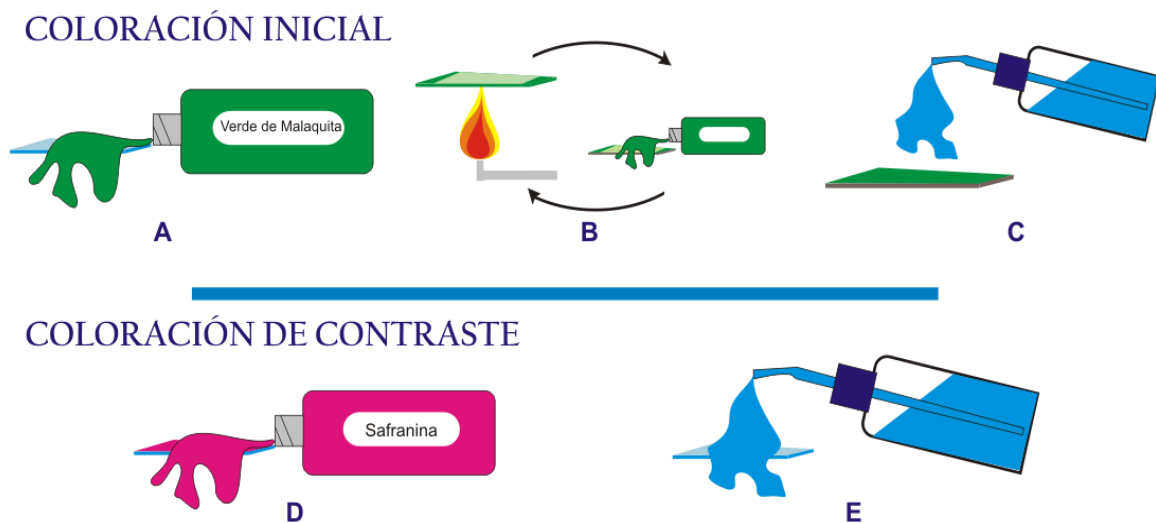 COLORACIÓN INICIAL
Verde de Malaquita
A
B
C
COLORACIÓN DE CONTRASTE
Safranina
D
E